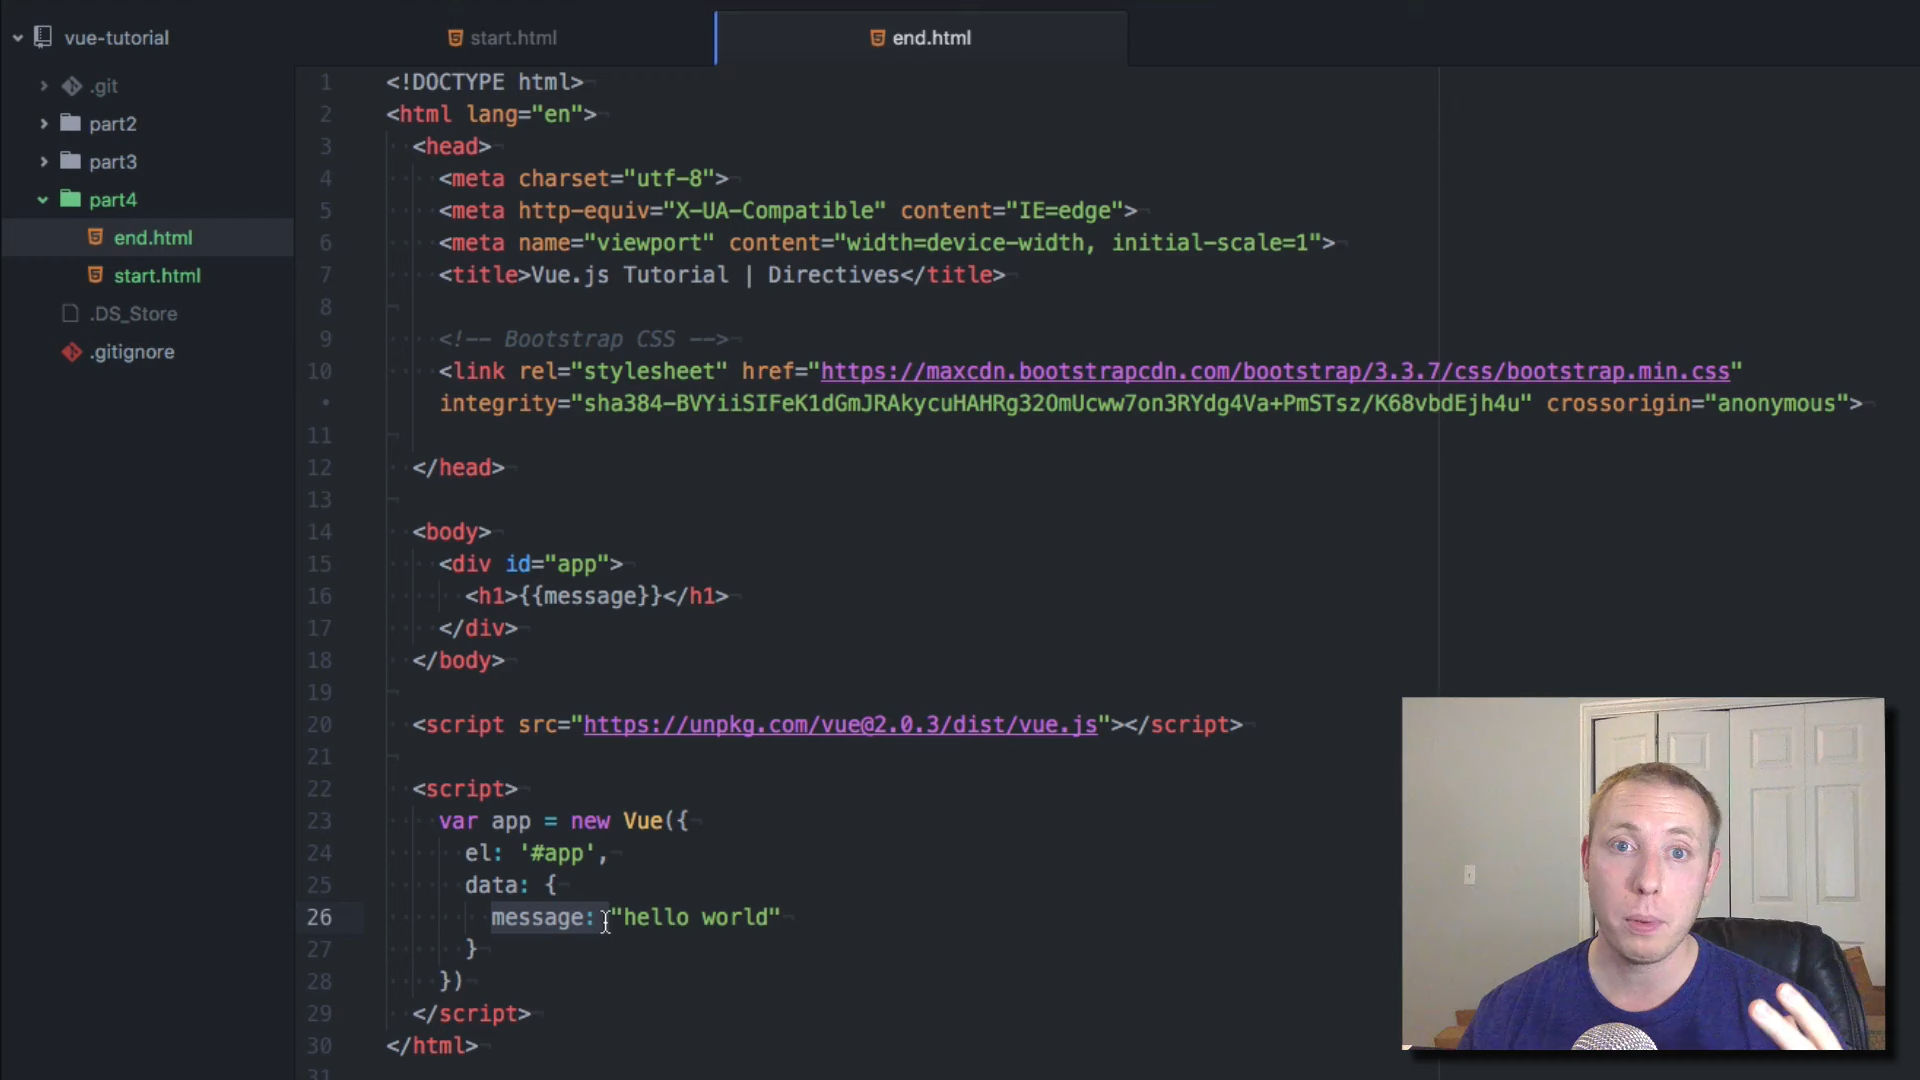 vue-tutorial
.git
part2
part3
part4
end.html
start.html
.DS_Store
.gitignore
start.html
end.html
1 <!DOCTYPE html>
2 <html lang="en">
3 <head>
4 <meta charset="utf-8">
5 <meta http-equiv="X-UA-Compatible" content="IE=edge">
6 <meta name="viewport" content="width=device-width, initial-scale=1">
7 <title>Vue.js Tutorial | Directives</title>
8
9 <!-- Bootstrap CSS -->
10 <link rel="stylesheet" href="https://maxcdn.bootstrapcdn.com/bootstrap/3.3.7/css/bootstrap.min.css"
• integrity="sha384-BVYiiSIFeK1dGmJRAkycuHAHRg32OmUcww7on3RYdg4Va+PmSTsz/K68vbdEjh4u" crossorigin="anonymous">
11
12 </head>
13
14 <body>
15 <div id="app">
16 <h1>{{message}}</h1>
17 </div>
18 </body>
19
20 <script src="https://unpkg.com/vue@2.0.3/dist/vue.js"></script>
21
22 <script>
23 var app = new Vue({
24 el: '#app',
25 data: {
26 message: "hello world"
27 }
28 })
29 </script>
30 </html>
31